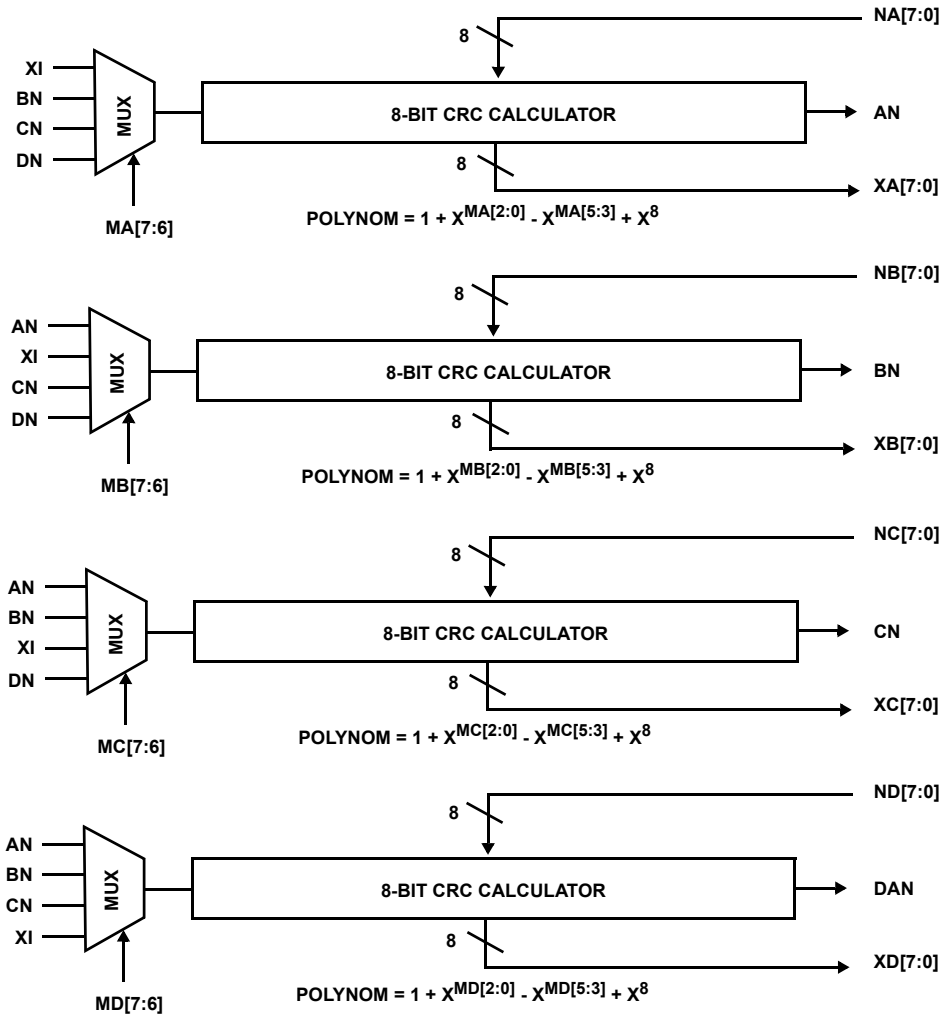 NA[7:0]
8
XI
BN
CN
DN
MUX
8-BIT CRC CALCULATOR
AN
8
XA[7:0]
MA[7:6]
POLYNOM = 1 + X^MA[2:0] - X^MA[5:3] + X^8
NB[7:0]
8
AN
XI
CN
DN
MUX
8-BIT CRC CALCULATOR
BN
8
XB[7:0]
MB[7:6]
POLYNOM = 1 + X^MB[2:0] - X^MB[5:3] + X^8
NC[7:0]
8
AN
BN
XI
DN
MUX
8-BIT CRC CALCULATOR
CN
8
XC[7:0]
MC[7:6]
POLYNOM = 1 + X^MC[2:0] - X^MC[5:3] + X^8
ND[7:0]
8
AN
BN
CN
XI
MUX
8-BIT CRC CALCULATOR
DAN
8
XD[7:0]
MD[7:6]
POLYNOM = 1 + X^MD[2:0] - X^MD[5:3] + X^8